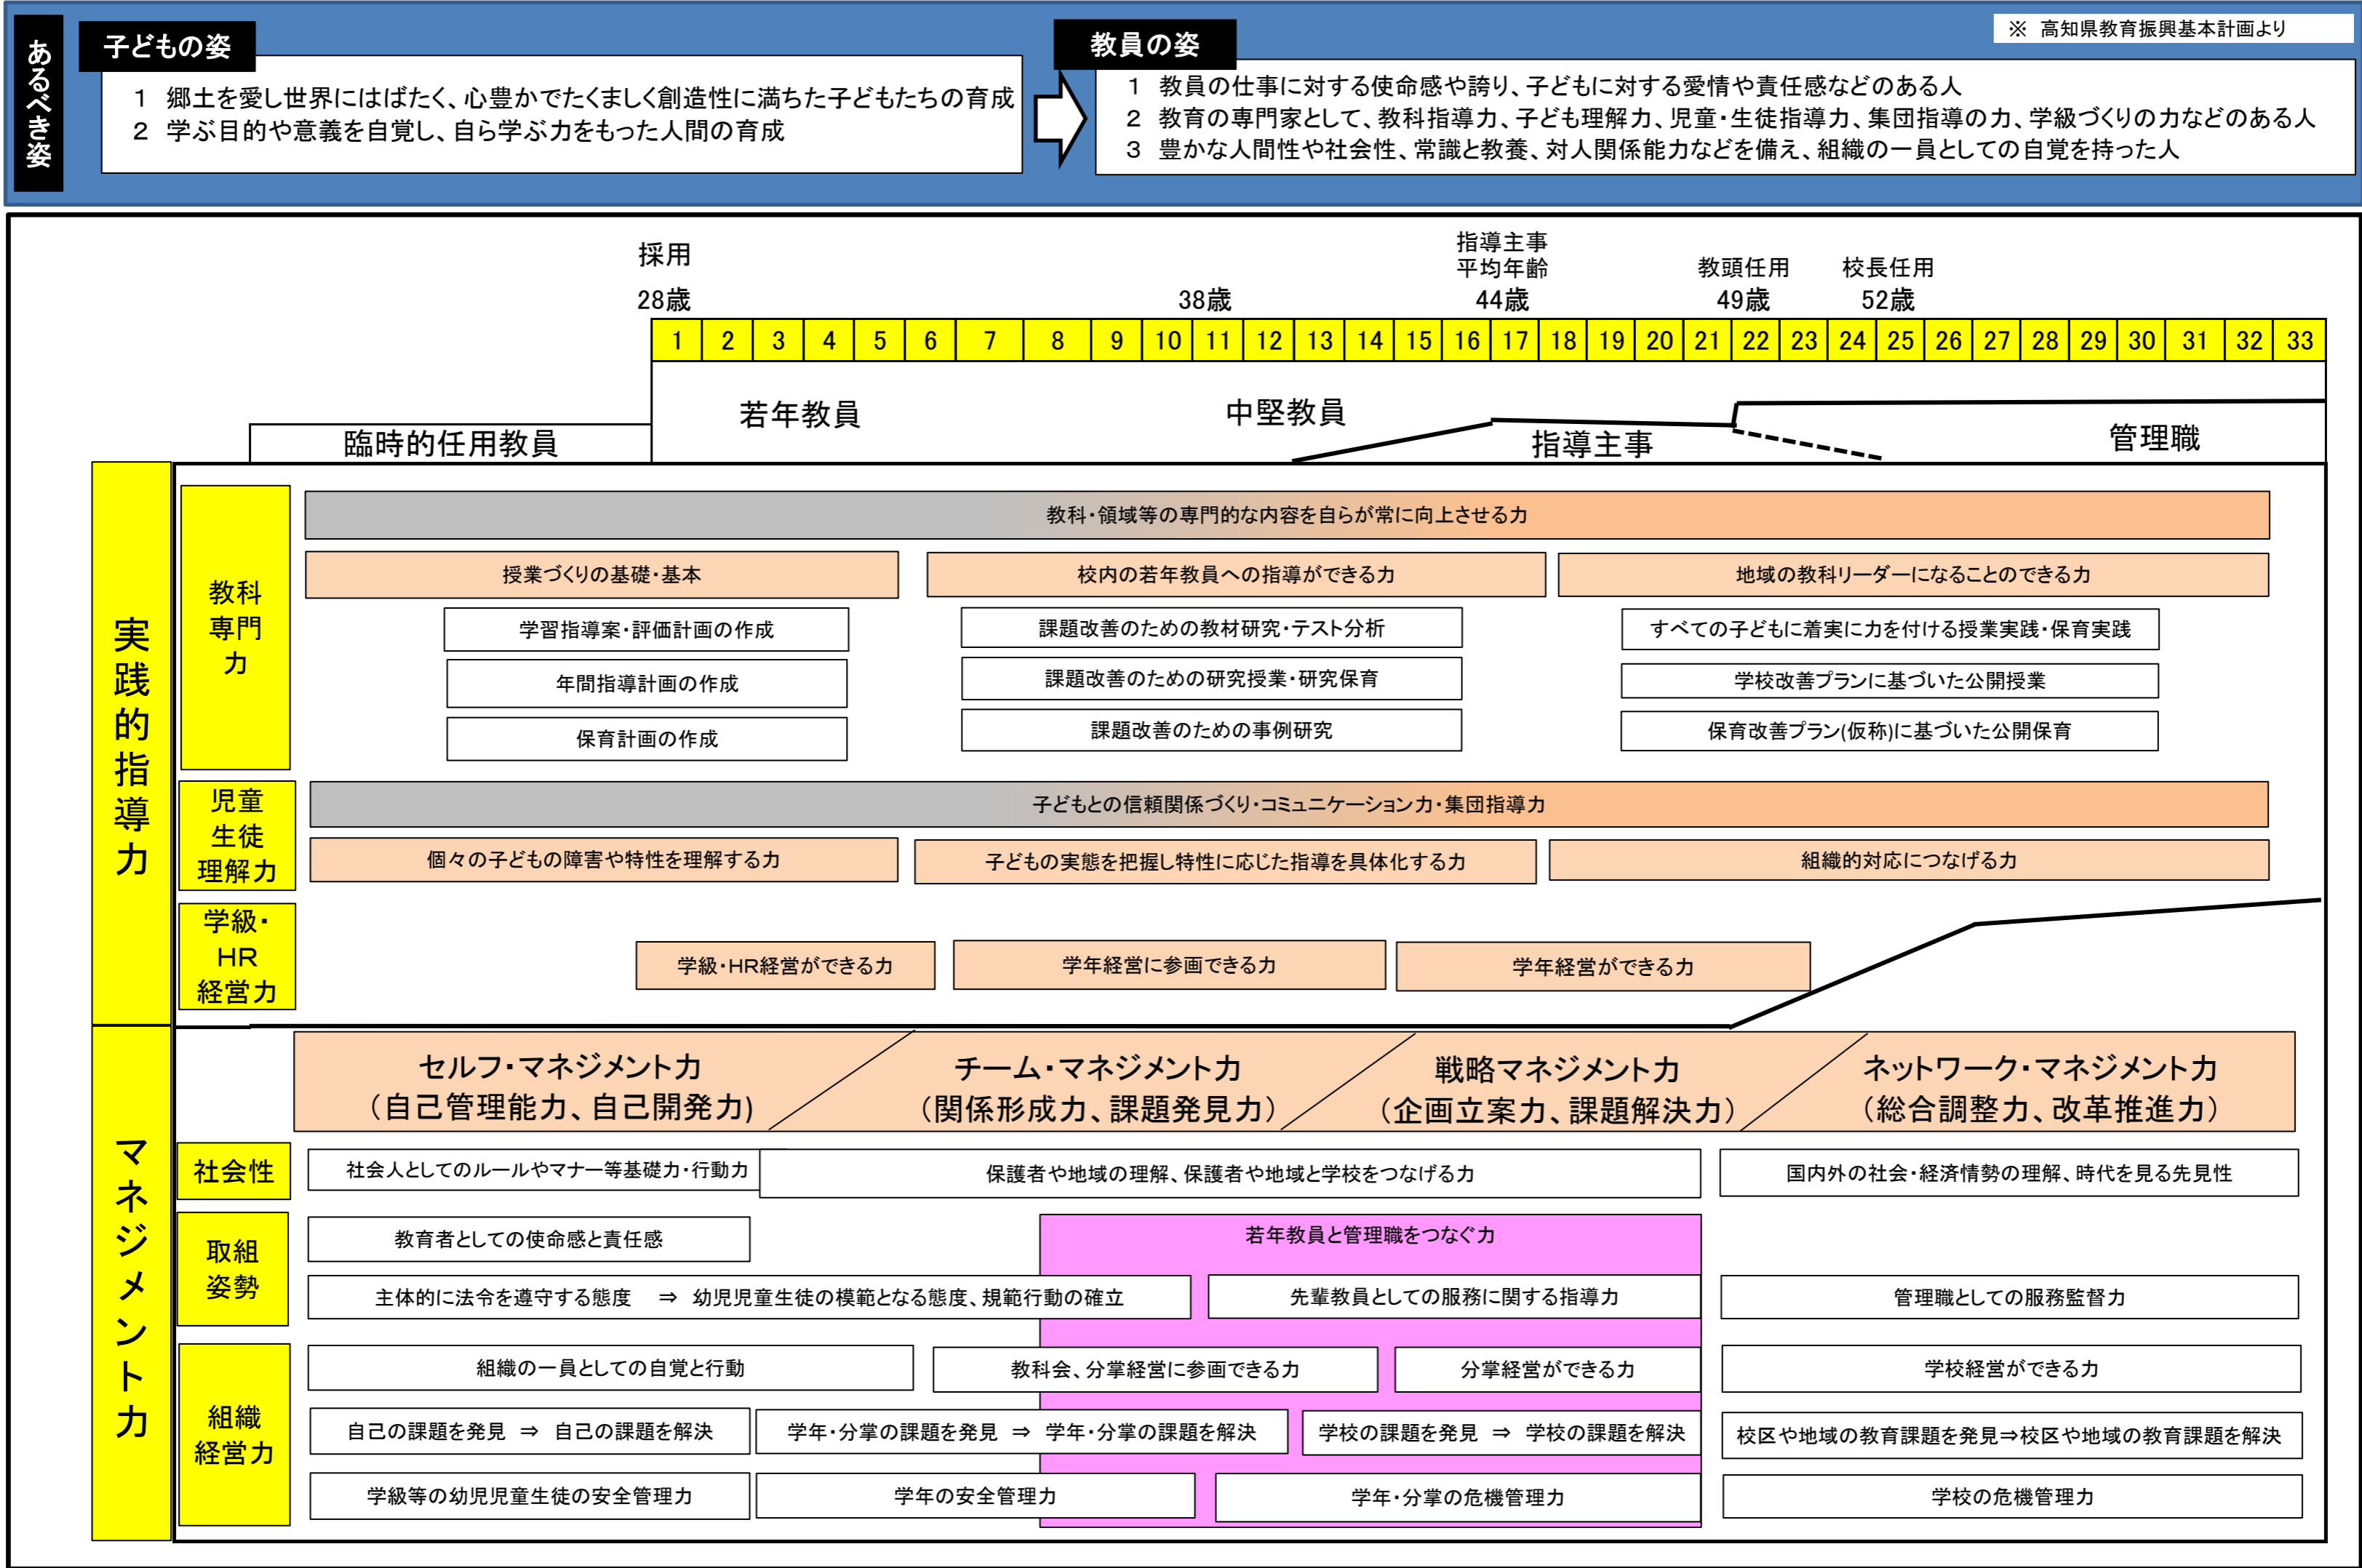 あるべき姿
子どもの姿
1 郷土を愛し世界にはばたく、心豊かでたくましく創造性に満ちた子どもたちの育成
2 学ぶ目的や意義を自覚し、自ら学ぶ力をもった人間の育成
教員の姿
※ 高知県教育振興基本計画より
1 教員の仕事に対する使命感や誇り、子どもに対する愛情や責任感などのある人
2 教育の専門家として、教科指導力、子ども理解力、児童・生徒指導力、集団指導の力、学級づくりの力などのある人
3 豊かな人間性や社会性、常識と教養、対人関係能力などを備え、組織の一員としての自覚を持った人
採用
28歳
38歳
指導主事
平均年齢
44歳
教頭任用
49歳
校長任用
52歳
1 2 3 4 5 6 7 8 9 10 11 12 13 14 15 16 17 18 19 20 21 22 23 24 25 26 27 28 29 30 31 32 33
臨時的任用教員
若年教員
中堅教員
指導主事
管理職
実践的指導力
教科
専門
力
教科・領域等の専門的な内容を自らが常に向上させる力
授業づくりの基礎・基本
校内の若年教員への指導ができる力
地域の教科リーダーになることのできる力
学習指導案・評価計画の作成
課題改善のための教材研究・テスト分析
すべての子どもに着実に力を付ける授業実践・保育実践
年間指導計画の作成
課題改善のための研究授業・研究保育
学校改善プランに基づいた公開授業
保育計画の作成
課題改善のための事例研究
保育改善プラン(仮称)に基づいた公開保育
児童
生徒
理解力
子どもとの信頼関係づくり・コミュニケーション力・集団指導力
個々の子どもの障害や特性を理解する力
子どもの実態を把握し特性に応じた指導を具体化する力
組織的対応につなげる力
学級・
HR
経営力
学級・HR経営ができる力
学年経営に参画できる力
学年経営ができる力
マネジメント力
セルフ・マネジメント力
（自己管理能力、自己開発力)
チーム・マネジメント力
（関係形成力、課題発見力）
戦略マネジメント力
（企画立案力、課題解決力）
ネットワーク・マネジメント力
（総合調整力、改革推進力）
社会性
社会人としてのルールやマナー等基礎力・行動力
保護者や地域の理解、保護者や地域と学校をつなげる力
国内外の社会・経済情勢の理解、時代を見る先見性
取組
姿勢
教育者としての使命感と責任感
若年教員と管理職をつなぐ力
主体的に法令を遵守する態度 ⇒ 幼児児童生徒の模範となる態度、規範行動の確立
先輩教員としての服務に関する指導力
管理職としての服務監督力
組織
経営力
組織の一員としての自覚と行動
教科会、分掌経営に参画できる力
分掌経営ができる力
学校経営ができる力
自己の課題を発見 ⇒ 自己の課題を解決
学年・分掌の課題を発見 ⇒ 学年・分掌の課題を解決
学校の課題を発見 ⇒ 学校の課題を解決
校区や地域の教育課題を発見⇒校区や地域の教育課題を解決
学級等の幼児児童生徒の安全管理力
学年の安全管理力
学年・分掌の危機管理力
学校の危機管理力